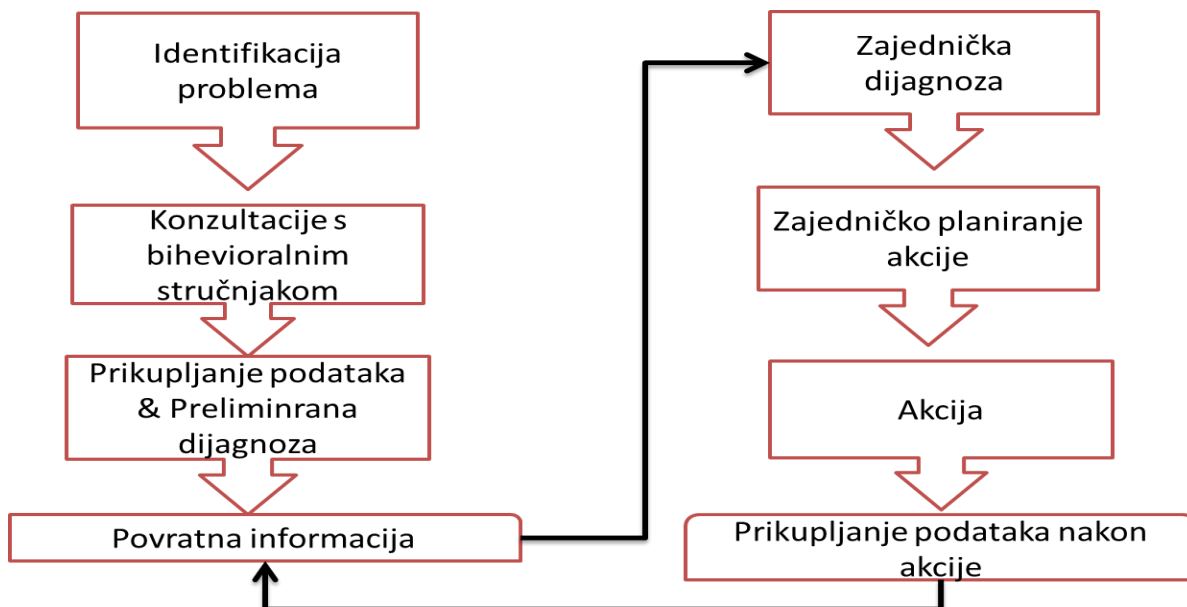 Identifikacija
problema
Konzultacije s
bihevioralnim
stručnjakom
Prikupljanje podataka
& Preliminrana
dijagnoza
Povratna informacija
Zajednička
dijagnoza
Zajedničko planiranje
akcije
Akcija
Prikupljanje podataka nakon
akcije